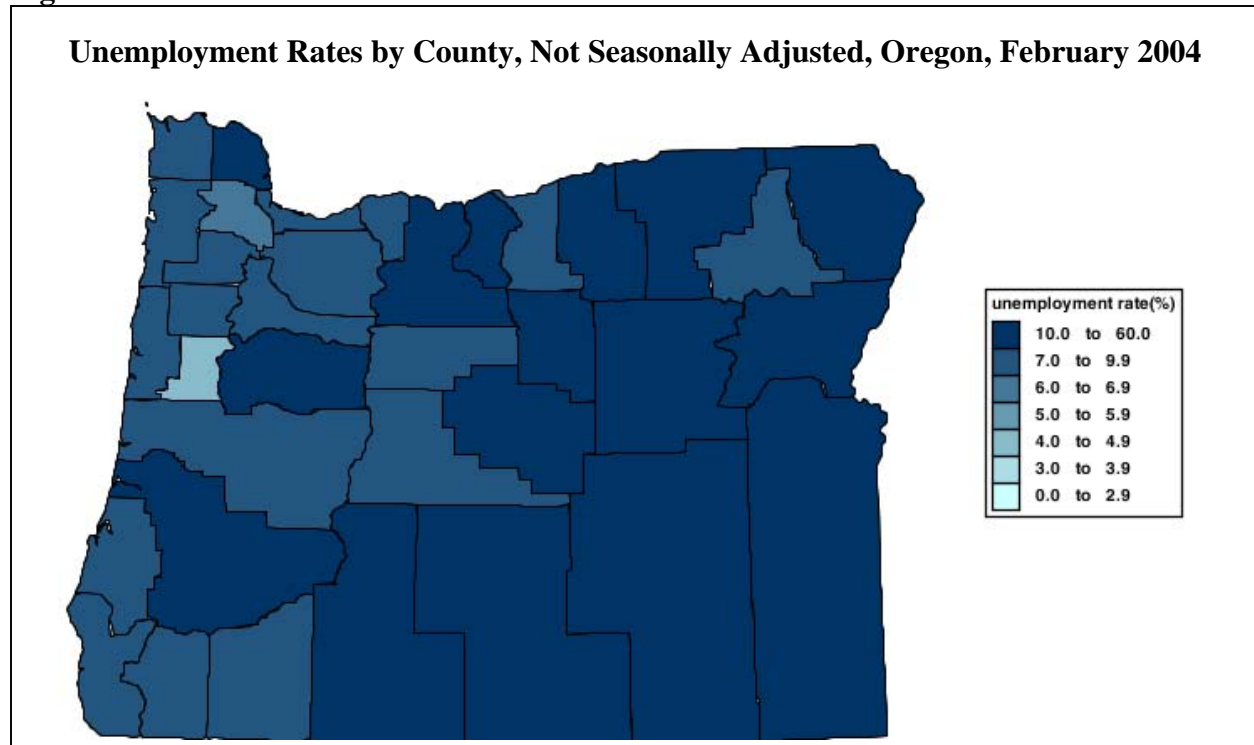 Unemployment Rates by County, Not Seasonally Adjusted, Oregon, February 2004
unemployment rate(%)
10.0 to 60.0
7.0 to 9.9
6.0 to 6.9
5.0 to 5.9
4.0 to 4.9
3.0 to 3.9
0.0 to 2.9